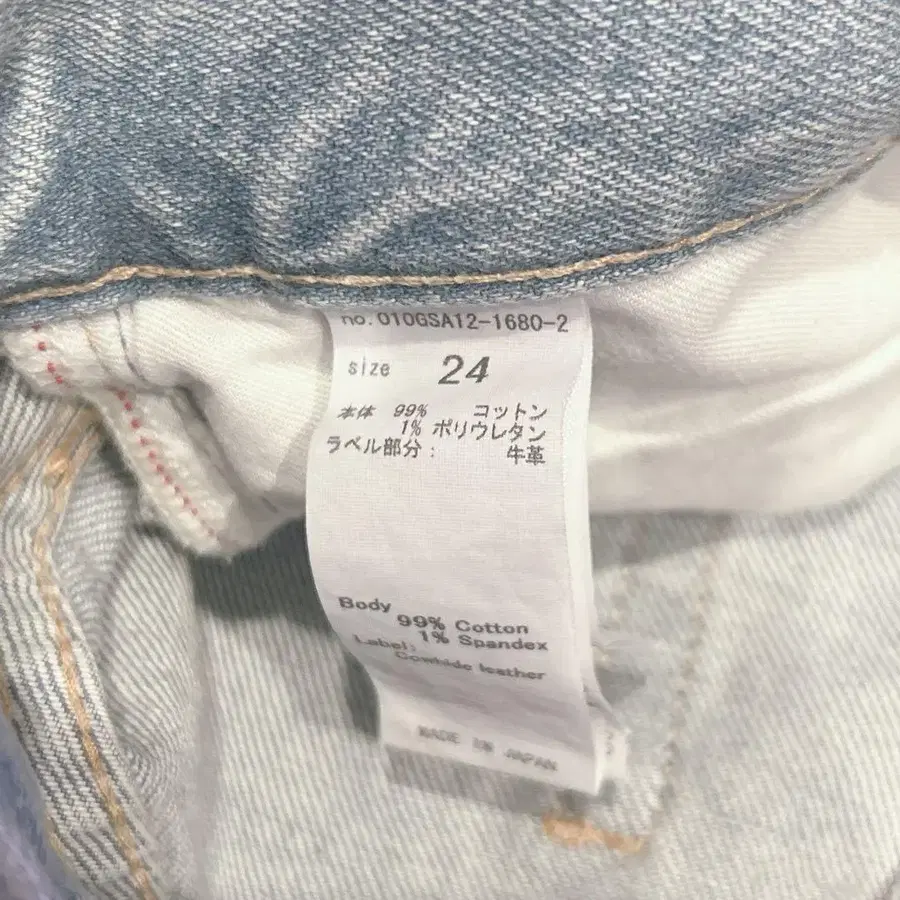 no.010GSA12-1680-2
size 24
本体 99% コットン
1% ポリウレタン
ラベル部分: 牛革
Body
99% Cotton
1% Spandex
Label:
Cowhide leather
MADE IN JAPAN